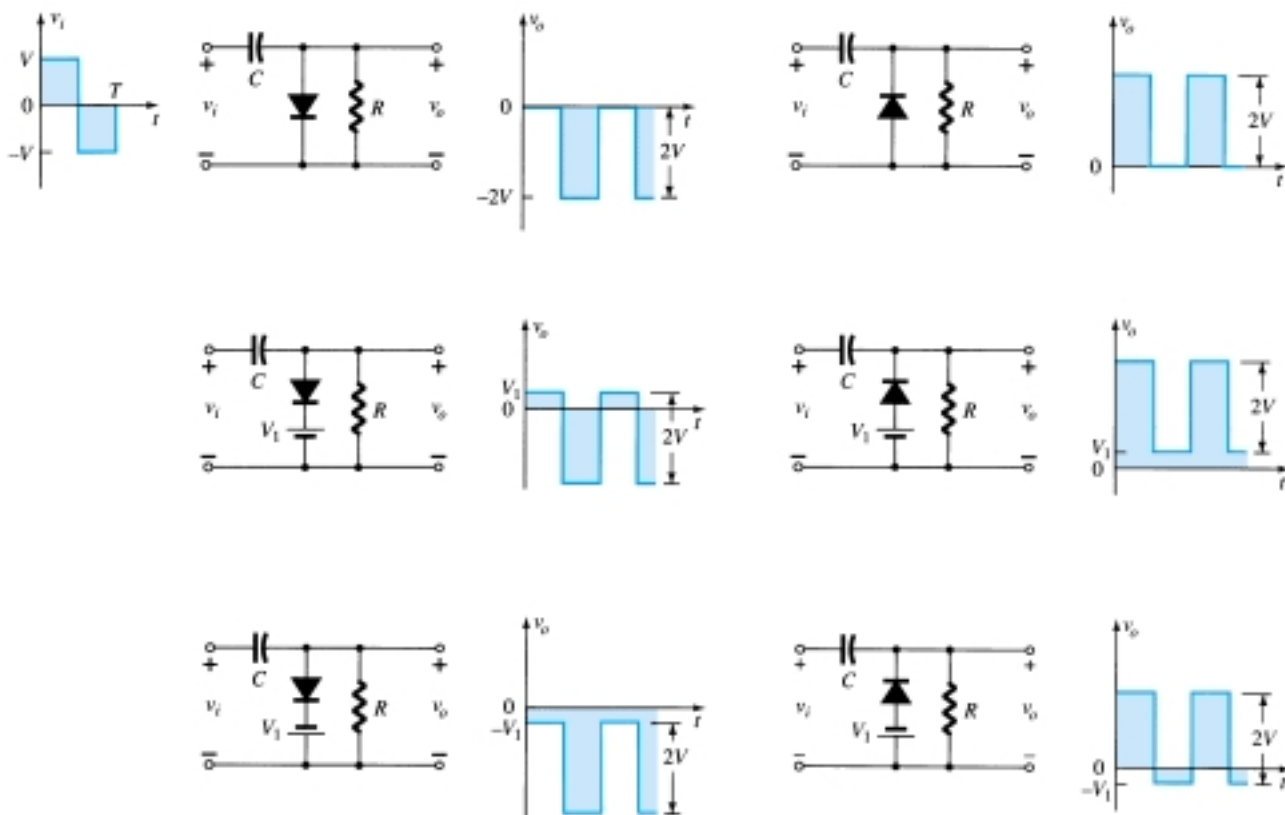 v_i
V
0
T
t
−V
+
C
+
v_i
R
v_o
−
−
v_o
0
t
2V
−2V
+
C
+
v_i
R
v_o
−
−
v_o
2V
0
t
+
C
+
v_i
V_1
R
v_o
−
−
v_o
V_1
0
t
2V
+
C
+
v_i
V_1
R
v_o
−
−
v_o
2V
V_1
0
t
+
C
+
v_i
V_1
R
v_o
−
−
v_o
0
t
−V_1
2V
+
C
+
v_i
V_1
R
v_o
−
−
v_o
2V
0
t
−V_1